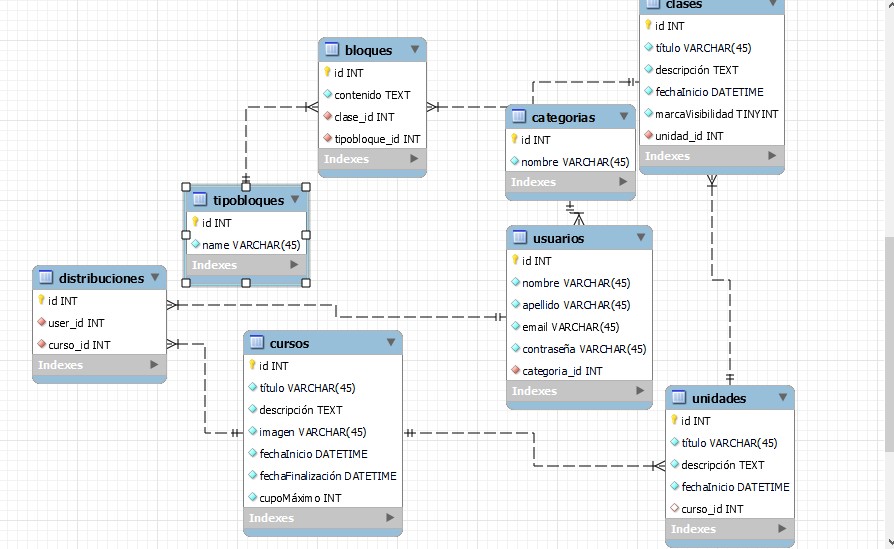 clases
id INT
título VARCHAR(45)
descripción TEXT
fechaInicio DATETIME
marcaVisibilidad TINYINT
unidad_id INT
Indexes
bloques
id INT
contenido TEXT
clase_id INT
tipobloque_id INT
Indexes
categorias
id INT
nombre VARCHAR(45)
Indexes
tipobloques
id INT
name VARCHAR(45)
Indexes
usuarios
id INT
nombre VARCHAR(45)
apellido VARCHAR(45)
email VARCHAR(45)
contraseña VARCHAR(45)
categoria_id INT
Indexes
distribuciones
id INT
user_id INT
curso_id INT
Indexes
cursos
id INT
título VARCHAR(45)
descripción TEXT
imagen VARCHAR(45)
fechaInicio DATETIME
fechaFinalización DATETIME
cupoMáximo INT
Indexes
unidades
id INT
título VARCHAR(45)
descripción TEXT
fechaInicio DATETIME
curso_id INT
Indexes